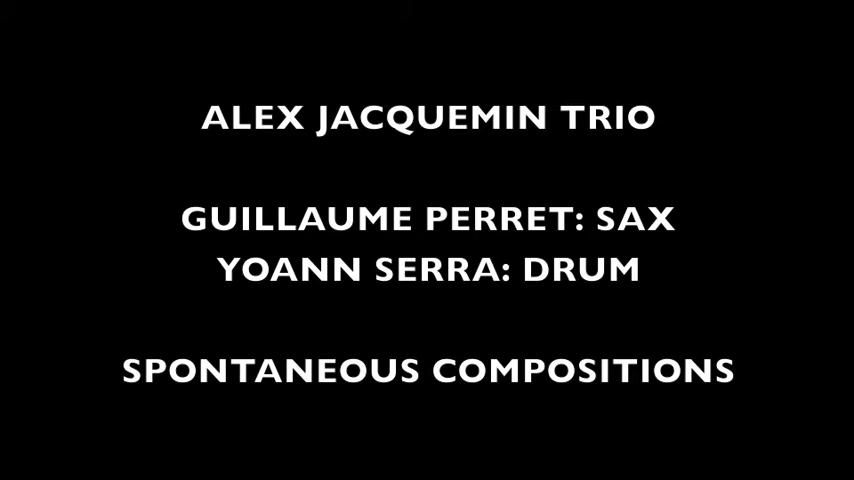 ALEX JACQUEMIN TRIO
GUILLAUME PERRET: SAX
YOANN SERRA: DRUM
SPONTANEOUS COMPOSITIONS